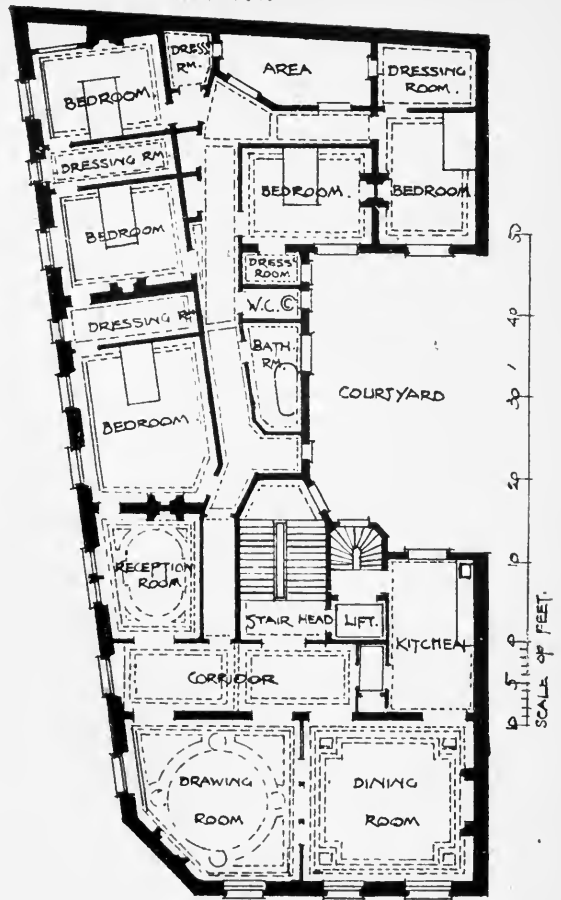 DRESS
RM.
AREA
DRESSING
ROOM.
BEDROOM
DRESSING RM
BEDROOM.
BEDROOM
BEDROOM
DRESS
ROOM
W.C.
DRESSING RM
BATH
RM.
COURTYARD
BEDROOM
RECEPTION
ROOM
STAIR HEAD
LIFT.
KITCHEN
CORRIDOR
DRAWING
ROOM
DINING
ROOM
50
40
30
20
10
0
5
10
SCALE OF FEET.